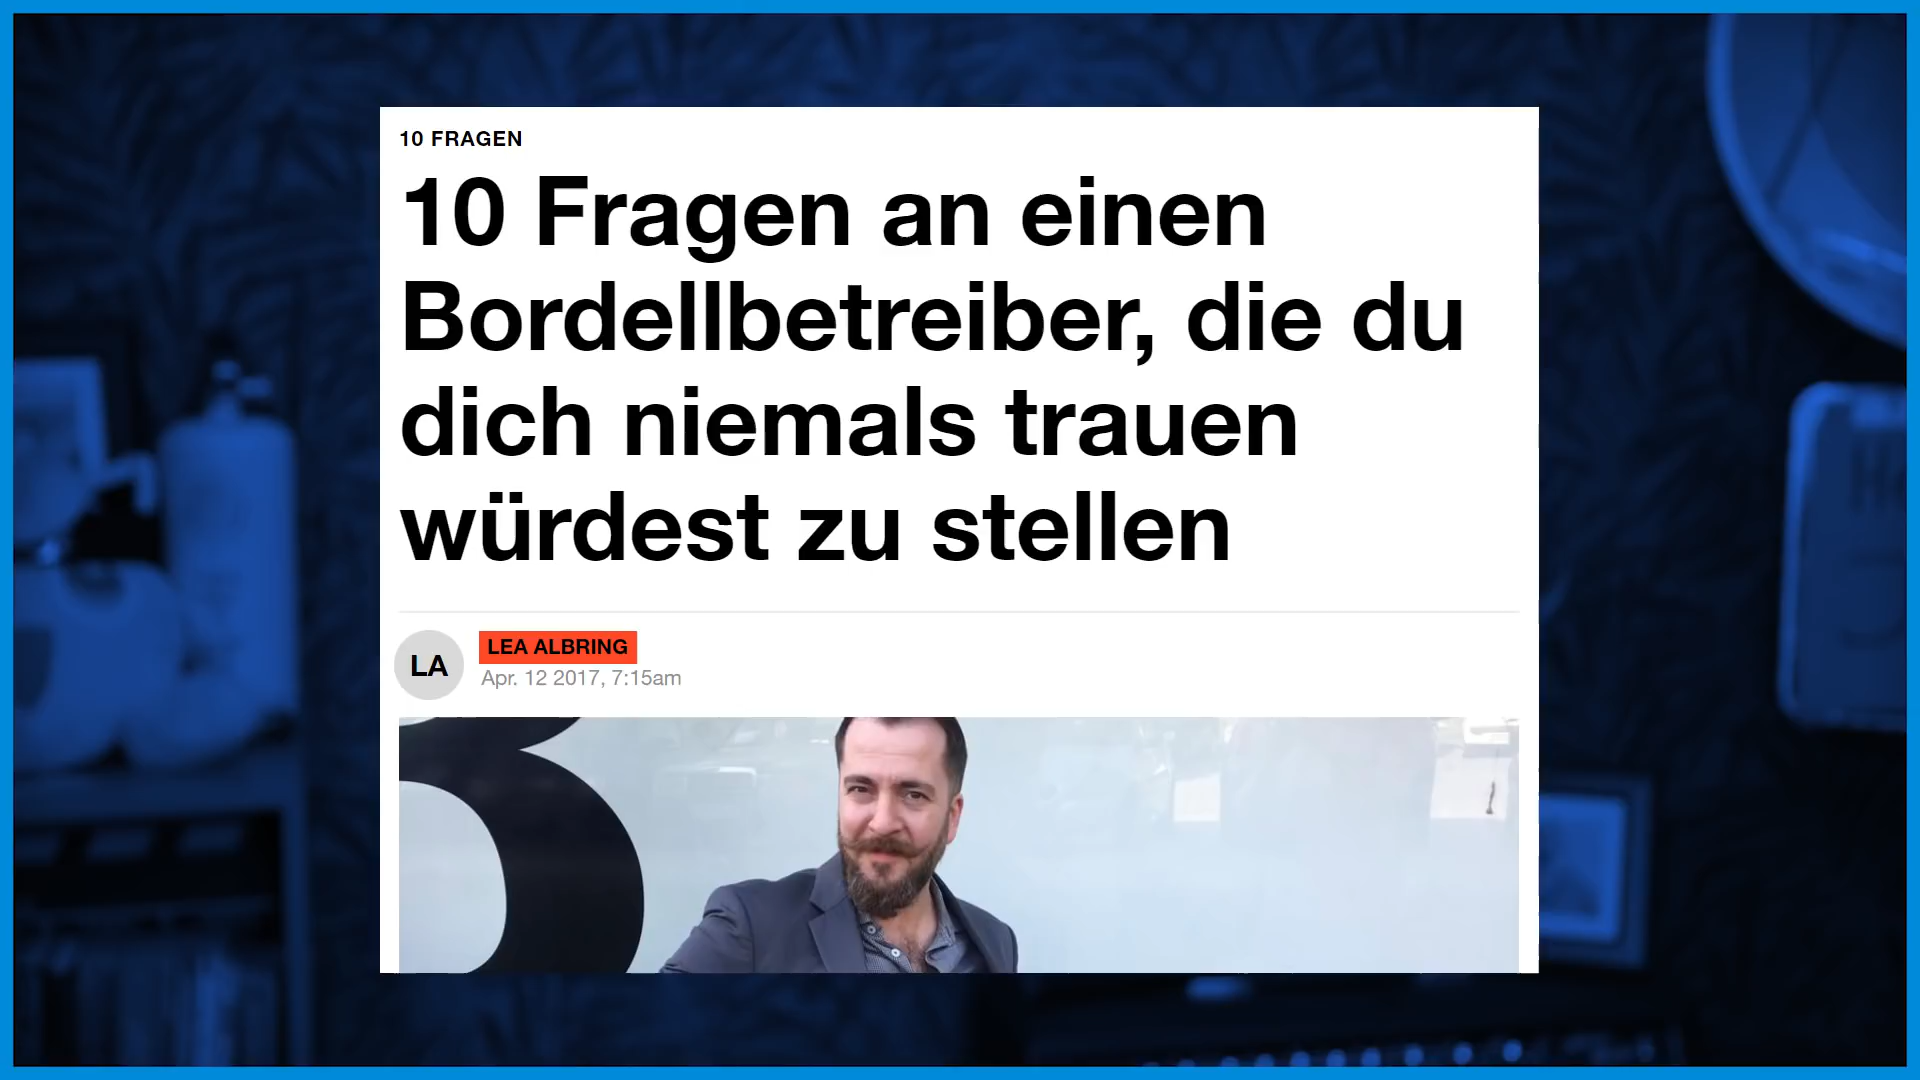 10 FRAGEN
10 Fragen an einen
Bordellbetreiber, die du
dich niemals trauen
würdest zu stellen
LA
LEA ALBRING
Apr. 12 2017, 7:15am